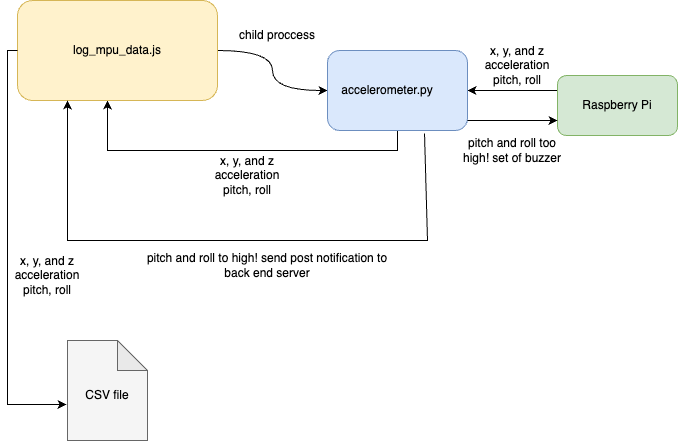 log_mpu_data.js
child proccess
accelerometer.py
x, y, and z
acceleration
pitch, roll
Raspberry Pi
pitch and roll too
high! set of buzzer
x, y, and z
acceleration
pitch, roll
pitch and roll to high! send post notification to
back end server
x, y, and z
acceleration
pitch, roll
CSV file